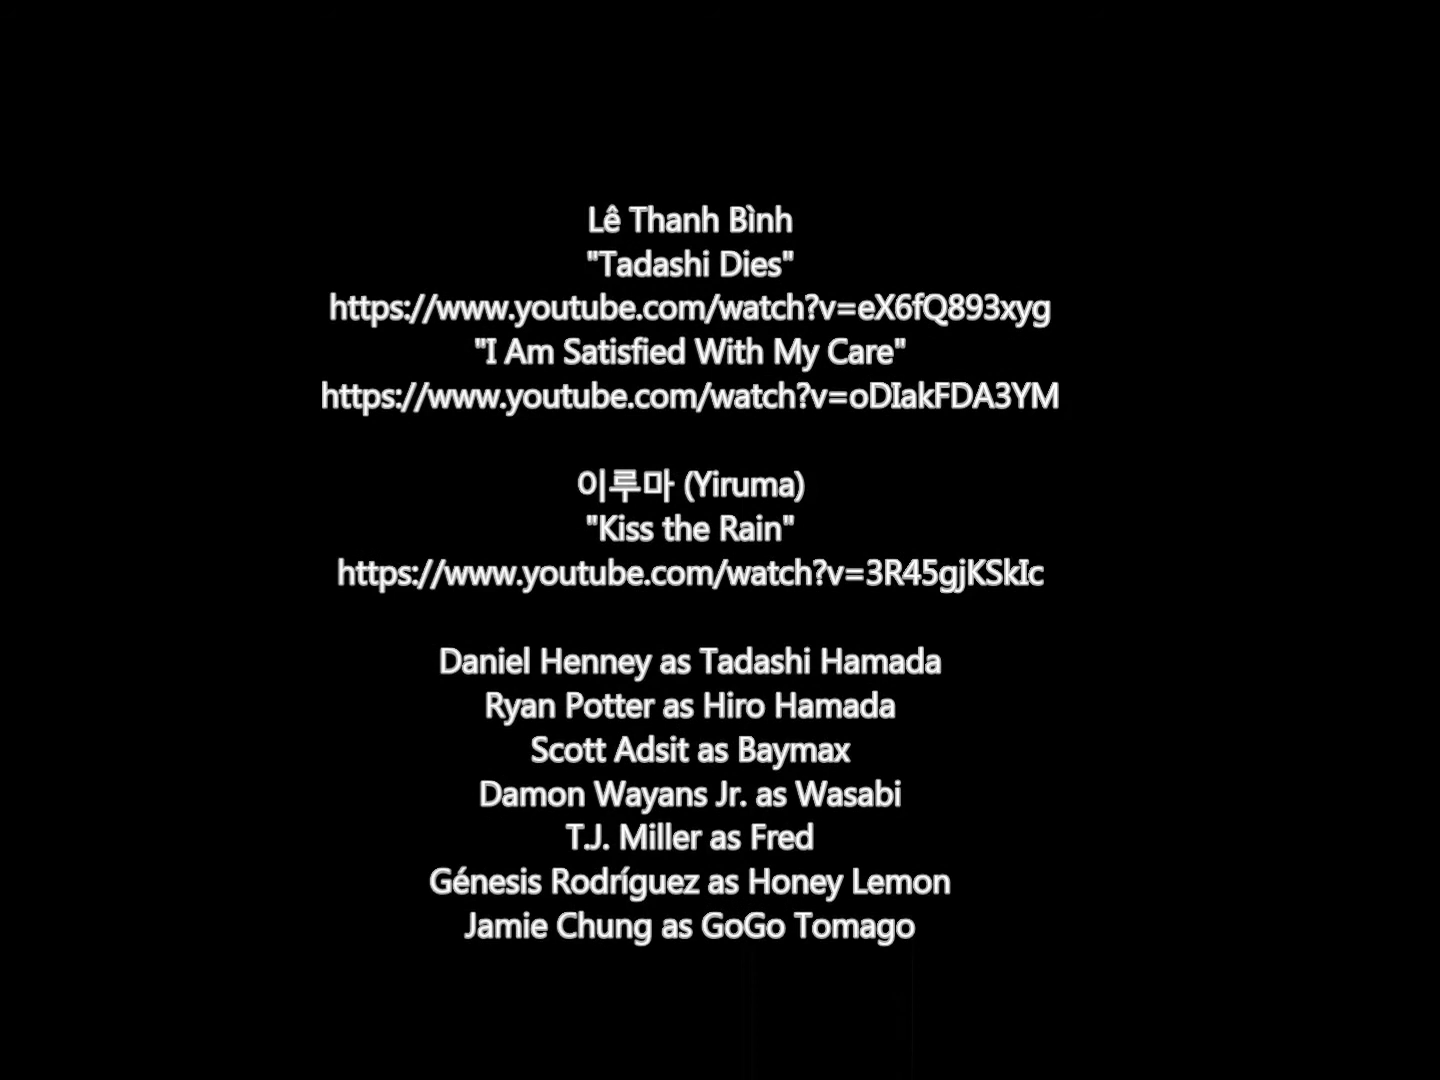 Lê Thanh Bình
"Tadashi Dies"
https://www.youtube.com/watch?v=eX6fQ893xyg
"I Am Satisfied With My Care"
https://www.youtube.com/watch?v=oDIakFDA3YM
이루마 (Yiruma)
"Kiss the Rain"
https://www.youtube.com/watch?v=3R45gjKSkIc
Daniel Henney as Tadashi Hamada
Ryan Potter as Hiro Hamada
Scott Adsit as Baymax
Damon Wayans Jr. as Wasabi
T.J. Miller as Fred
Génesis Rodríguez as Honey Lemon
Jamie Chung as GoGo Tomago